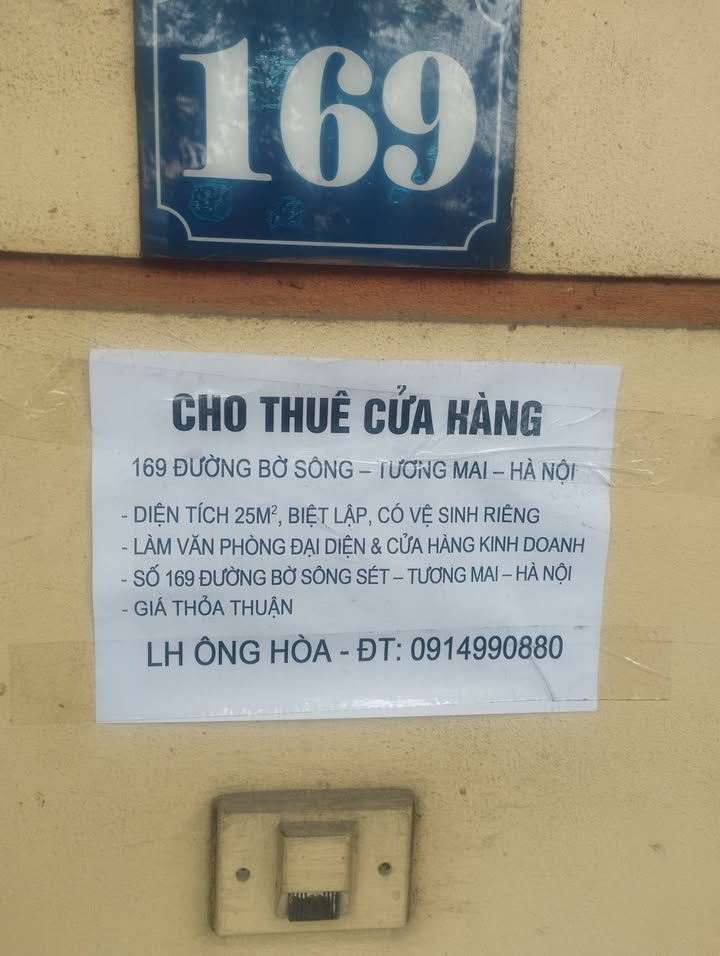 169
CHO THUÊ CỬA HÀNG
169 ĐƯỜNG BỜ SÔNG – TƯƠNG MAI – HÀ NỘI
- DIỆN TÍCH 25M², BIỆT LẬP, CÓ VỆ SINH RIÊNG
- LÀM VĂN PHÒNG ĐẠI DIỆN & CỬA HÀNG KINH DOANH
- SỐ 169 ĐƯỜNG BỜ SÔNG SÉT – TƯƠNG MAI – HÀ NỘI
- GIÁ THỎA THUẬN
LH ÔNG HÒA - ĐT: 0914990880